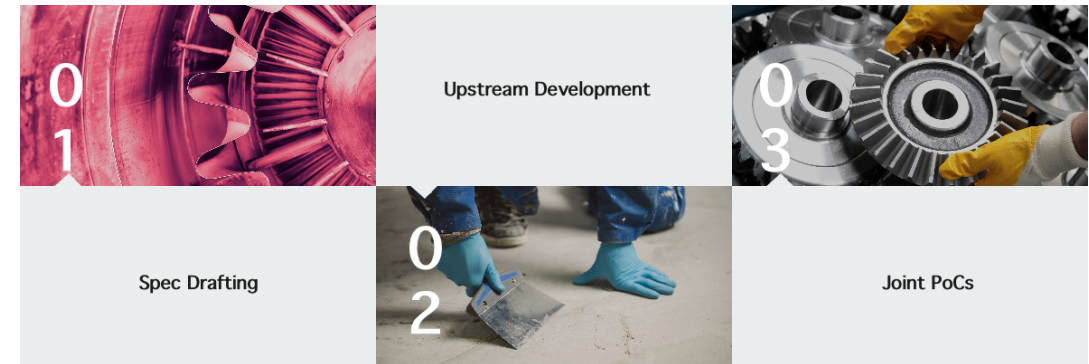 01
Spec Drafting
Upstream Development
02
03
Joint PoCs